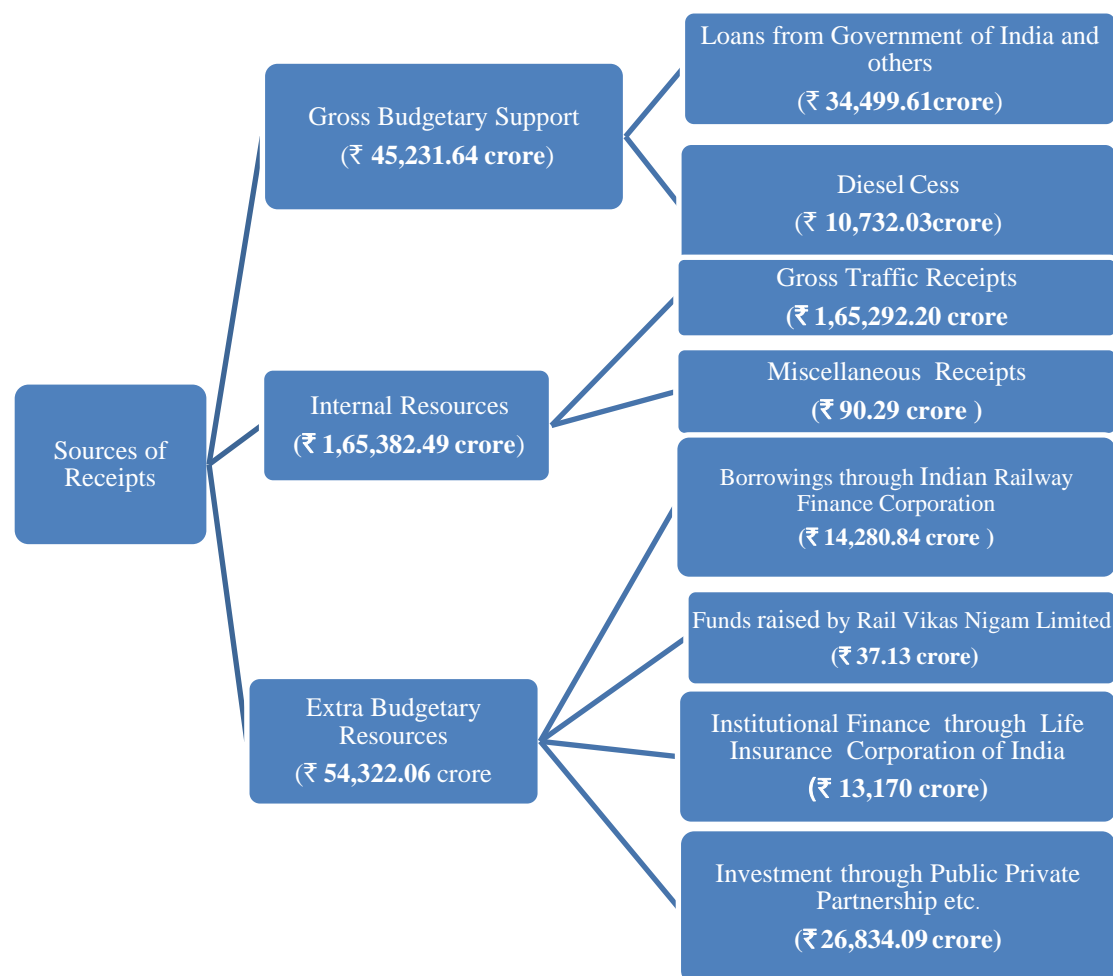 Sources of
Receipts
Gross Budgetary Support
(₹ 45,231.64 crore)
Loans from Government of India and
others
(₹ 34,499.61crore)
Diesel Cess
(₹ 10,732.03crore)
Internal Resources
(₹ 1,65,382.49 crore)
Gross Traffic Receipts
(₹ 1,65,292.20 crore
Miscellaneous Receipts
(₹ 90.29 crore )
Extra Budgetary
Resources
(₹ 54,322.06 crore
Borrowings through Indian Railway
Finance Corporation
(₹ 14,280.84 crore )
Funds raised by Rail Vikas Nigam Limited
(₹ 37.13 crore)
Institutional Finance through Life
Insurance Corporation of India
(₹ 13,170 crore)
Investment through Public Private
Partnership etc.
(₹ 26,834.09 crore)